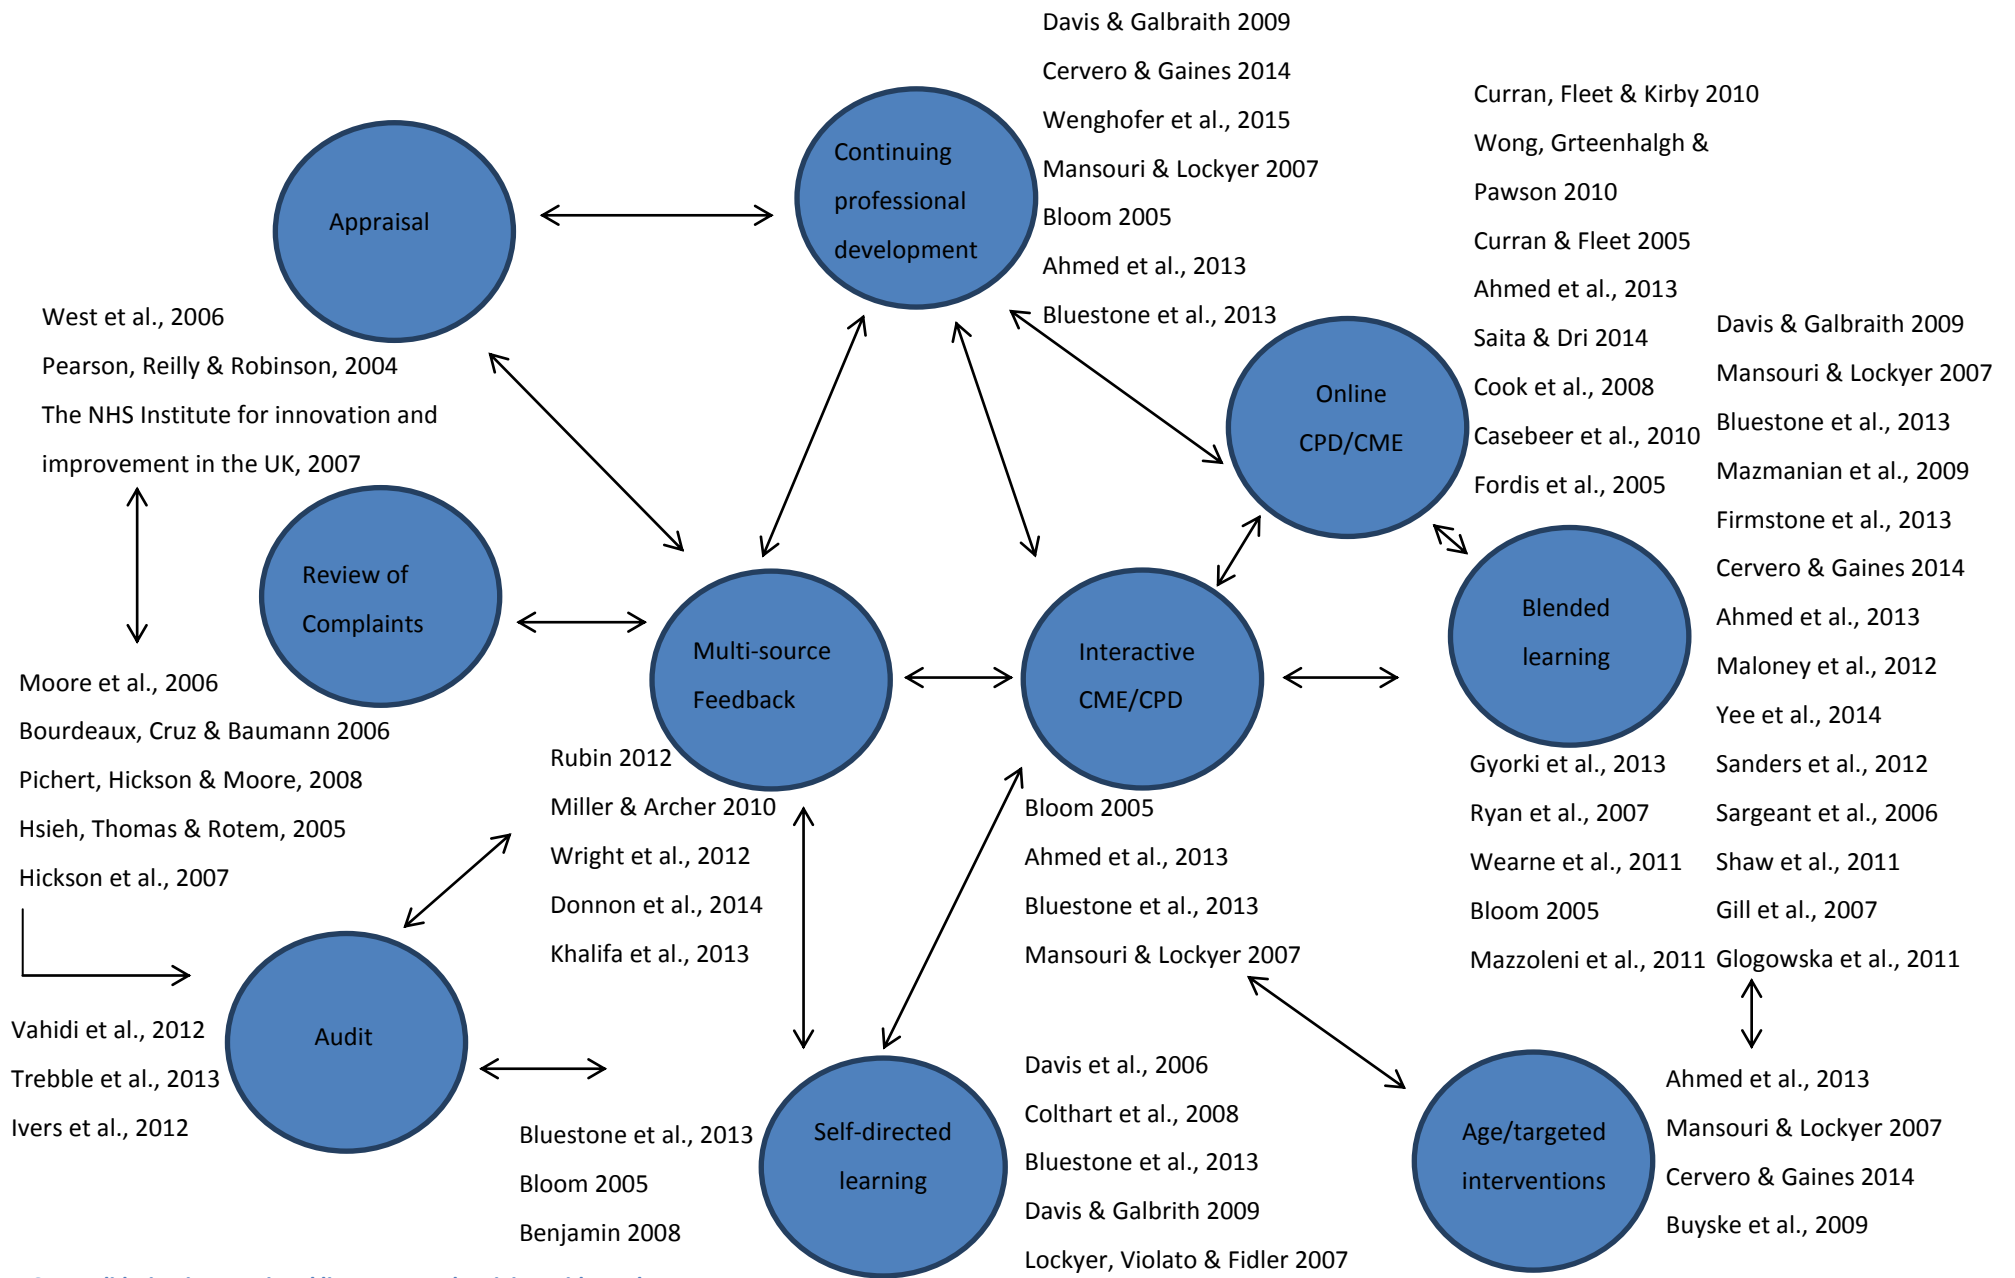 Davis & Galbraith 2009
Cervero & Gaines 2014
Wenghofer et al., 2015
Mansouri & Lockyer 2007
Bloom 2005
Ahmed et al., 2013
Bluestone et al., 2013
Continuing
professional
development
Appraisal
Curran, Fleet & Kirby 2010
Wong, Grteenhalgh &
Pawson 2010
Curran & Fleet 2005
Ahmed et al., 2013
Saita & Dri 2014
Cook et al., 2008
Casebeer et al., 2010
Fordis et al., 2005
Online
CPD/CME
West et al., 2006
Pearson, Reilly & Robinson, 2004
The NHS Institute for innovation and
improvement in the UK, 2007
Davis & Galbraith 2009
Mansouri & Lockyer 2007
Bluestone et al., 2013
Mazmanian et al., 2009
Firmstone et al., 2013
Cervero & Gaines 2014
Ahmed et al., 2013
Maloney et al., 2012
Yee et al., 2014
Sanders et al., 2012
Sargeant et al., 2006
Shaw et al., 2011
Gill et al., 2007
Glogowska et al., 2011
Review of
Complaints
Multi-source
Feedback
Interactive
CME/CPD
Blended
learning
Moore et al., 2006
Bourdeaux, Cruz & Baumann 2006
Pichert, Hickson & Moore, 2008
Hsieh, Thomas & Rotem, 2005
Hickson et al., 2007
Rubin 2012
Miller & Archer 2010
Wright et al., 2012
Donnon et al., 2014
Khalifa et al., 2013
Bloom 2005
Ahmed et al., 2013
Bluestone et al., 2013
Mansouri & Lockyer 2007
Gyorki et al., 2013
Ryan et al., 2007
Wearne et al., 2011
Bloom 2005
Mazzoleni et al., 2011
Audit
Vahidi et al., 2012
Trebble et al., 2013
Ivers et al., 2012
Bluestone et al., 2013
Bloom 2005
Benjamin 2008
Self-directed
learning
Davis et al., 2006
Colthart et al., 2008
Bluestone et al., 2013
Davis & Galbrith 2009
Lockyer, Violato & Fidler 2007
Age/targeted
interventions
Ahmed et al., 2013
Mansouri & Lockyer 2007
Cervero & Gaines 2014
Buyske et al., 2009